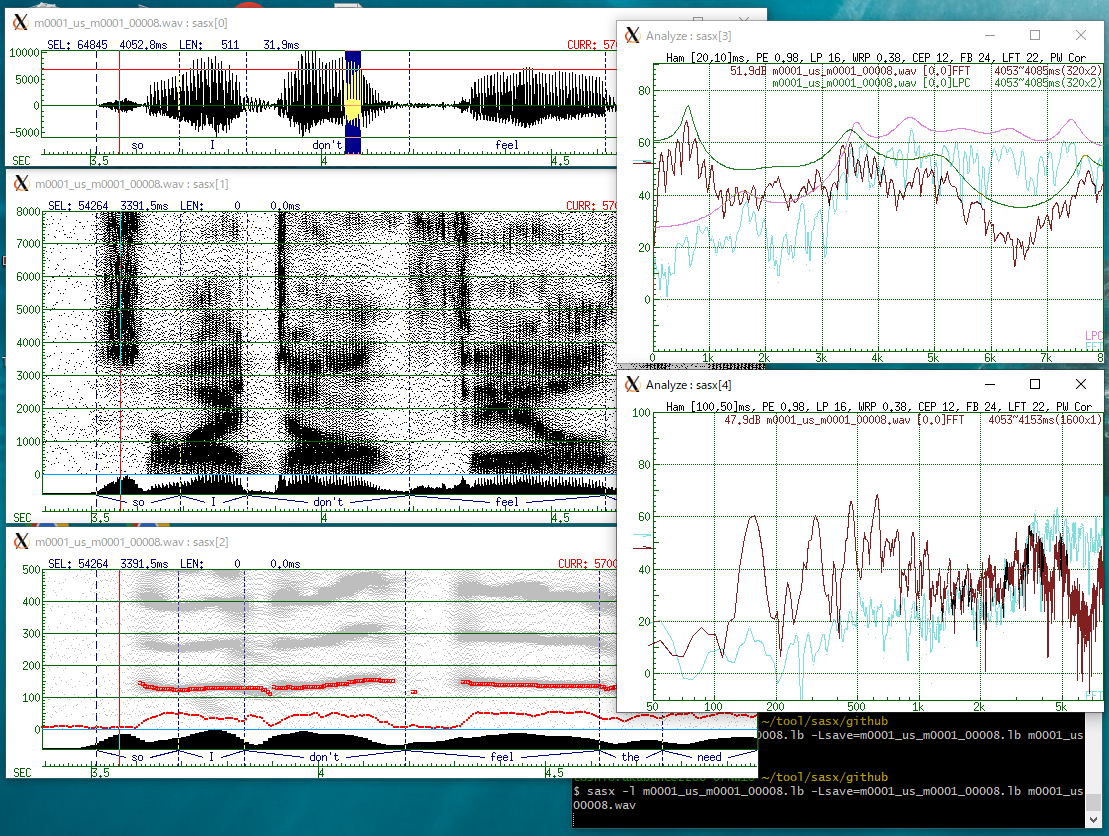 m0001_us_m0001_00008.wav : sasx[0]
SEL: 64845 4052.8ms LEN: 511 31.9ms CURR: 570
10000
5000
0
-5000
so I don't feel
SEC 3.5 4 4.5
m0001_us_m0001_00008.wav : sasx[1]
SEL: 54264 3391.5ms LEN: 0 0.0ms CURR: 570
8000
7000
6000
5000
4000
3000
2000
1000
0
so I don't feel
SEC 3.5 4 4.5
m0001_us_m0001_00008.wav : sasx[2]
SEL: 54264 3391.5ms LEN: 0 0.0ms CURR: 5700
500
400
300
200
100
0
so I don't feel the need
SEC 3.5 4 4.5
Analyze : sasx[3]
Ham [20,10]ms, PE 0.98, LP 16, WRP 0.38, CEP 12, FB 24, LFT 22, PW Cor
51.9dB m0001_us_m0001_00008.wav [0.0]FFT 4053~4085ms(320x2)
m0001_us_m0001_00008.wav [0.0]LPC 4053~4085ms(320x2)
80
60
40
20
0
LPC
FFT
0 1k 2k 3k 4k 5k 6k 7k 8
Analyze : sasx[4]
Ham [100,50]ms, PE 0.98, LP 16, WRP 0.38, CEP 12, FB 24, LFT 22, PW Cor
47.9dB m0001_us_m0001_00008.wav [0.0]FFT 4053~4153ms(1600x1)
100
80
60
40
20
0
FFT
50 100 200 500 1k 2k 5k
~/tool/sasx/github
00008.lb -Lsave=m0001_us_m0001_00008.lb m0001_us
~/tool/sasx/github
$ sasx -l m0001_us_m0001_00008.lb -Lsave=m0001_us_m0001_00008.lb m0001_us_m0001_
00008.wav